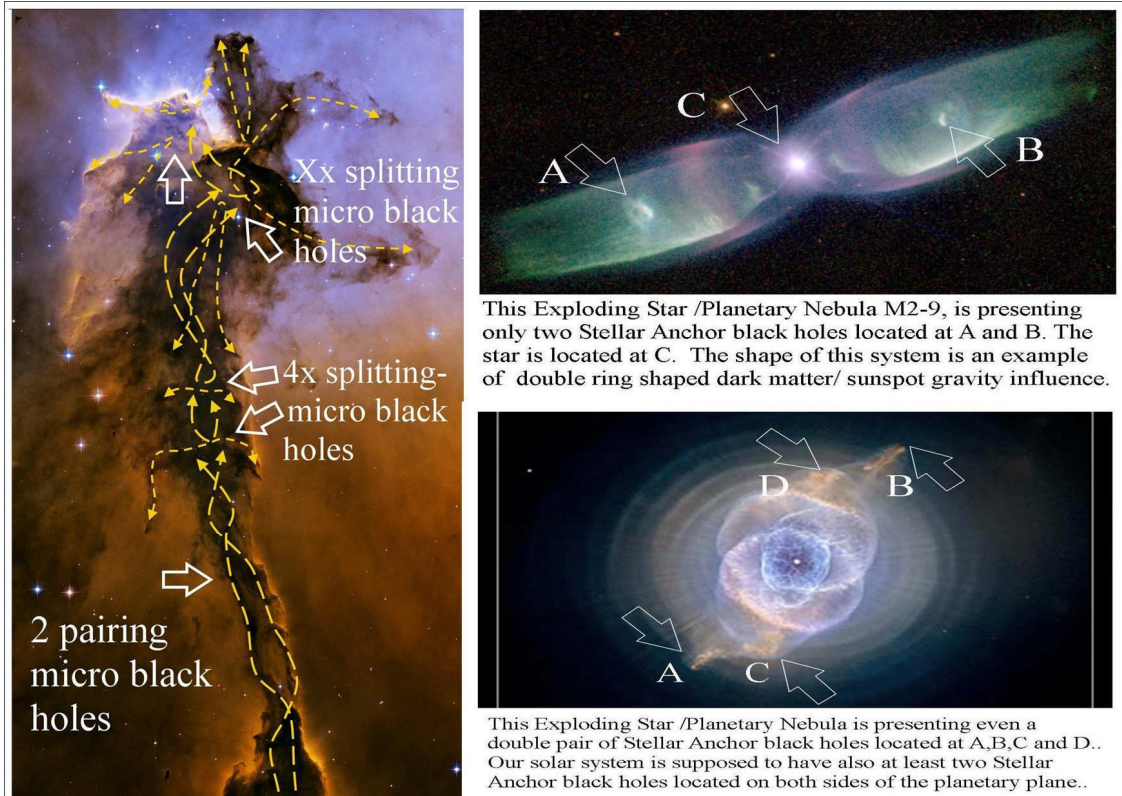 Xx splitting
micro black
holes
4x splitting-
micro black
holes
2 pairing
micro black
holes
A
C
B
This Exploding Star /Planetary Nebula M2-9, is presenting
only two Stellar Anchor black holes located at A and B. The
star is located at C. The shape of this system is an example
of double ring shaped dark matter/ sunspot gravity influence.
D
B
A
C
This Exploding Star /Planetary Nebula is presenting even a
double pair of Stellar Anchor black holes located at A,B,C and D..
Our solar system is supposed to have also at least two Stellar
Anchor black holes located on both sides of the planetary plane..